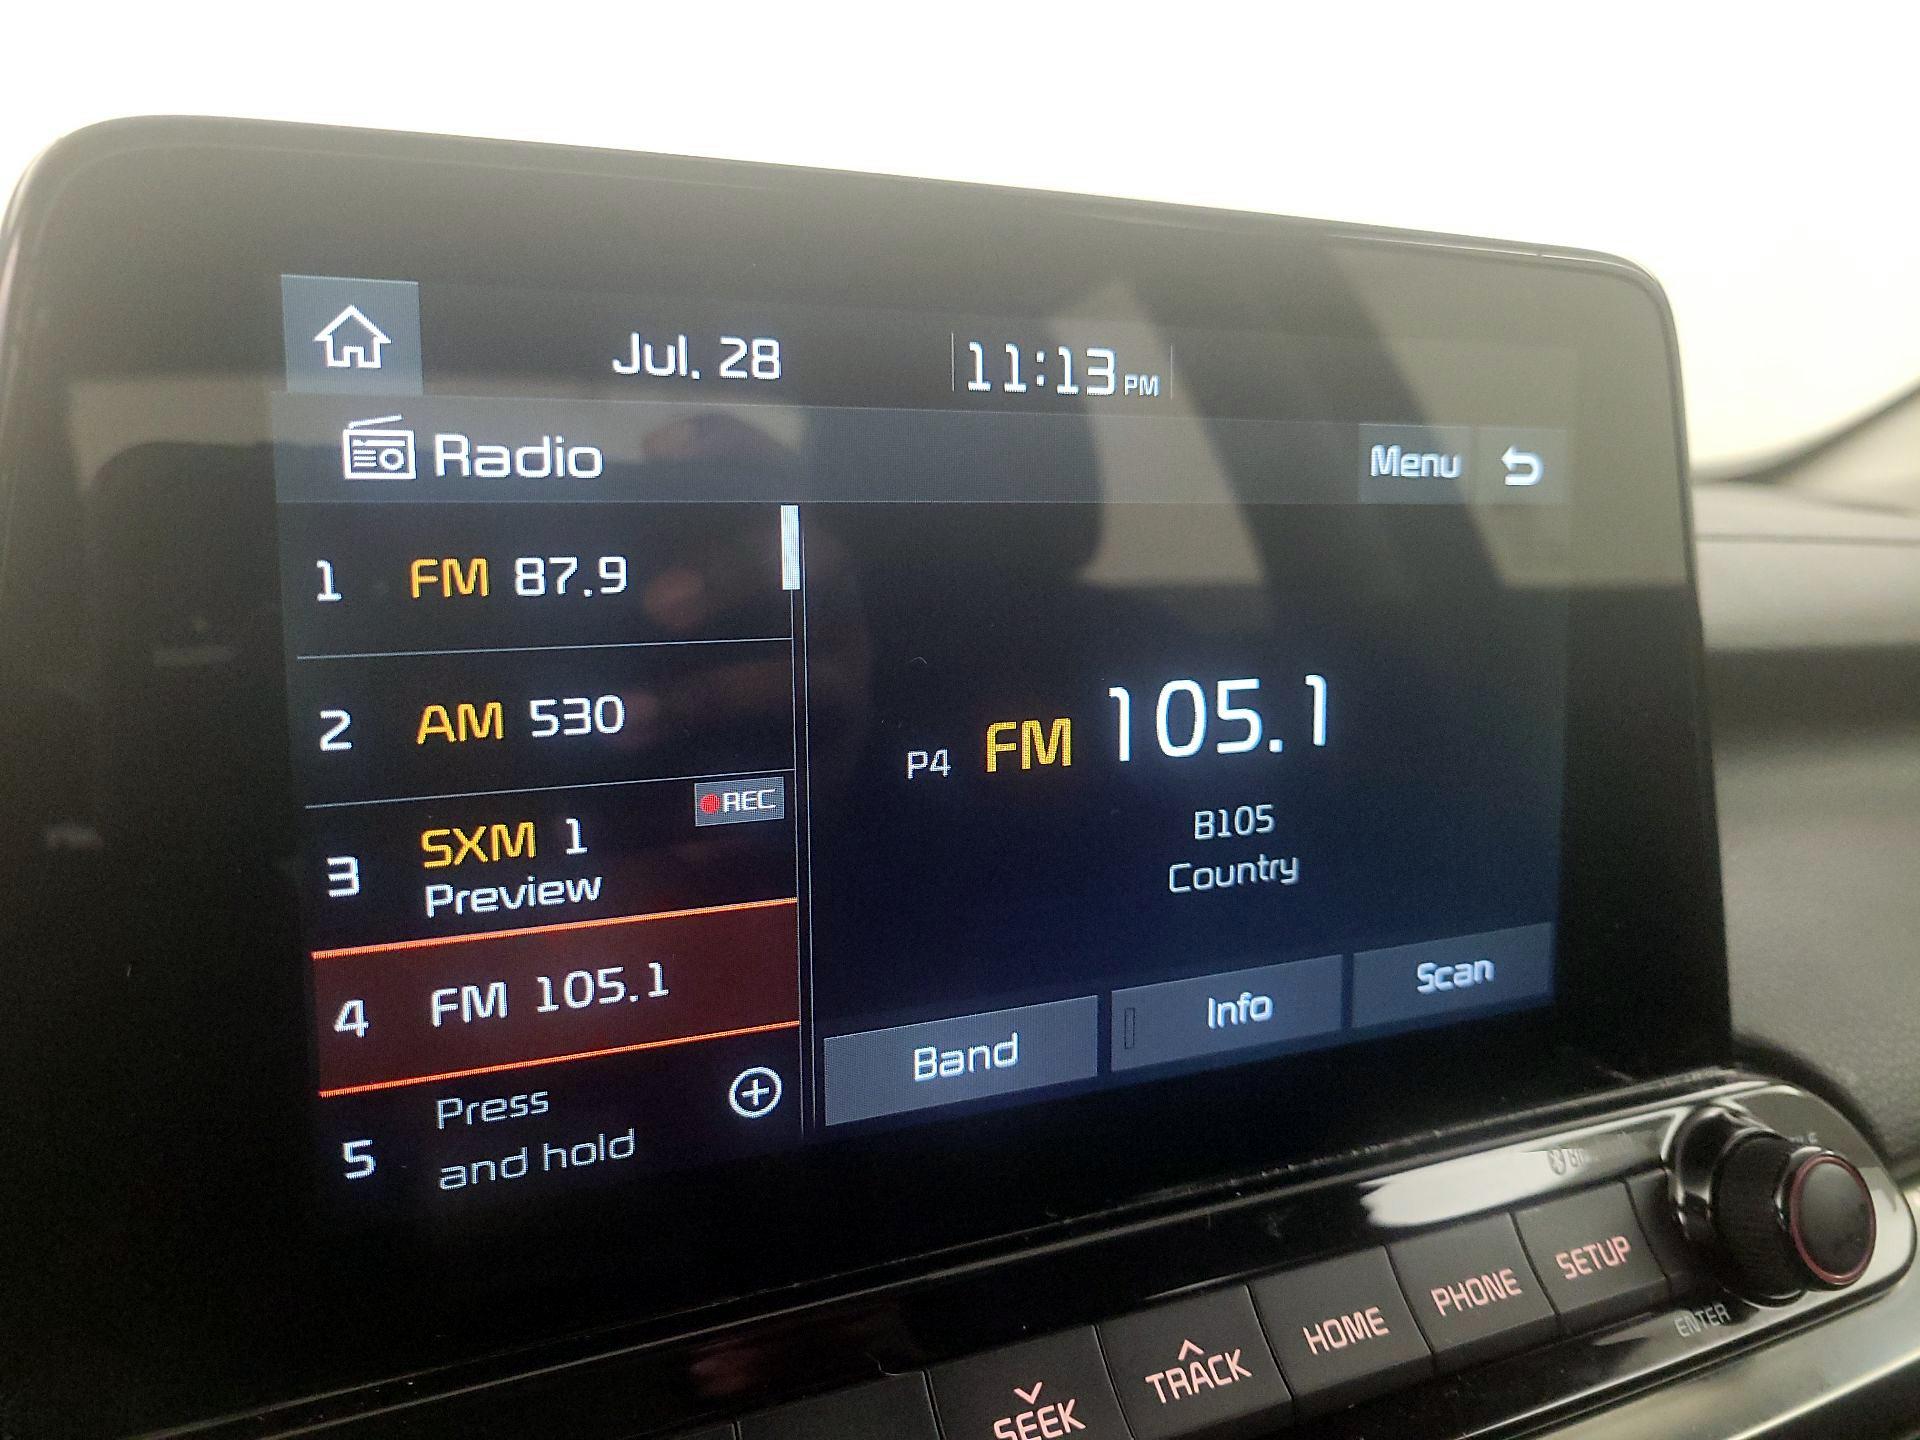 Jul. 28
11:13 PM
Radio
Menu
1 FM 87.9
2 AM 530
REC
3 SXM 1
Preview
4 FM 105.1
5 Press
and hold
P4 FM 105.1
B105
Country
Band
Info
Scan
SEEK
TRACK
HOME
PHONE
SETUP
ENTER